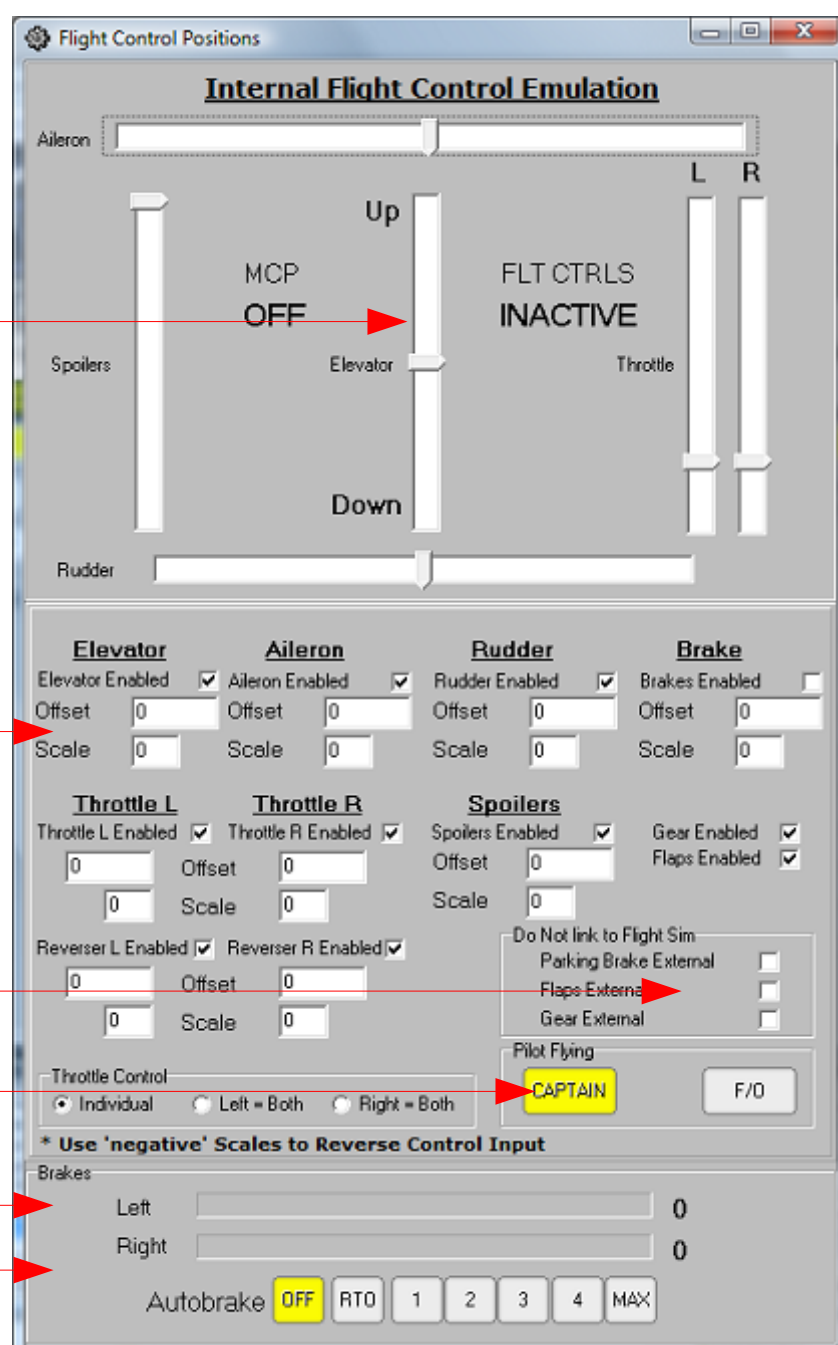 Flight Control Positions
Internal Flight Control Emulation
Aileron
L R
Up
MCP FLT CTRLS
OFF INACTIVE
Spoilers Elevator Throttle
Down
Rudder
Elevator Aileron Rudder Brake
Elevator Enabled Aileron Enabled Rudder Enabled Brakes Enabled
Offset 0 Offset 0 Offset 0 Offset 0
Scale 0 Scale 0 Scale 0 Scale 0
Throttle L Throttle R Spoilers
Throttle L Enabled Throttle R Enabled Spoilers Enabled Gear Enabled
0 Offset 0 Offset 0 Flaps Enabled
0 Scale 0 Scale 0
Reverser L Enabled Reverser R Enabled Do Not link to Flight Sim
Parking Brake External
0 Offset 0 Flaps External
0 Scale 0 Gear External
Pilot Flying
Throttle Control
Individual Left = Both Right = Both CAPTAIN F/O
* Use 'negative' Scales to Reverse Control Input
Brakes
Left 0
Right 0
Autobrake OFF RTO 1 2 3 4 MAX